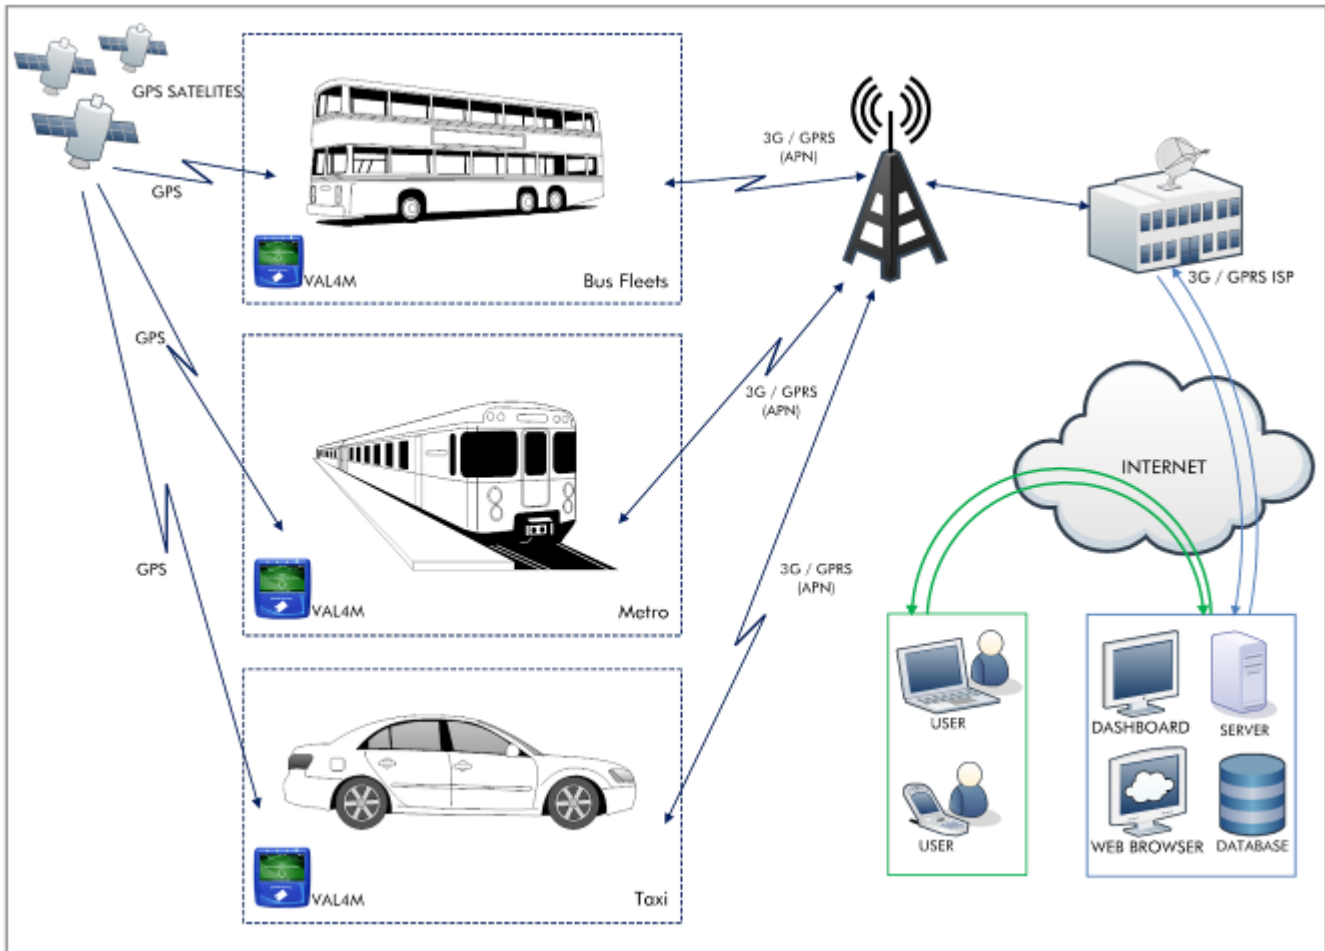 GPS SATELITES
GPS
3G / GPRS
(APN)
VAL4M
Bus Fleets
3G / GPRS ISP
GPS
3G / GPRS
(APN)
INTERNET
VAL4M
Metro
GPS
3G / GPRS
(APN)
USER
DASHBOARD
SERVER
USER
WEB BROWSER
DATABASE
VAL4M
Taxi